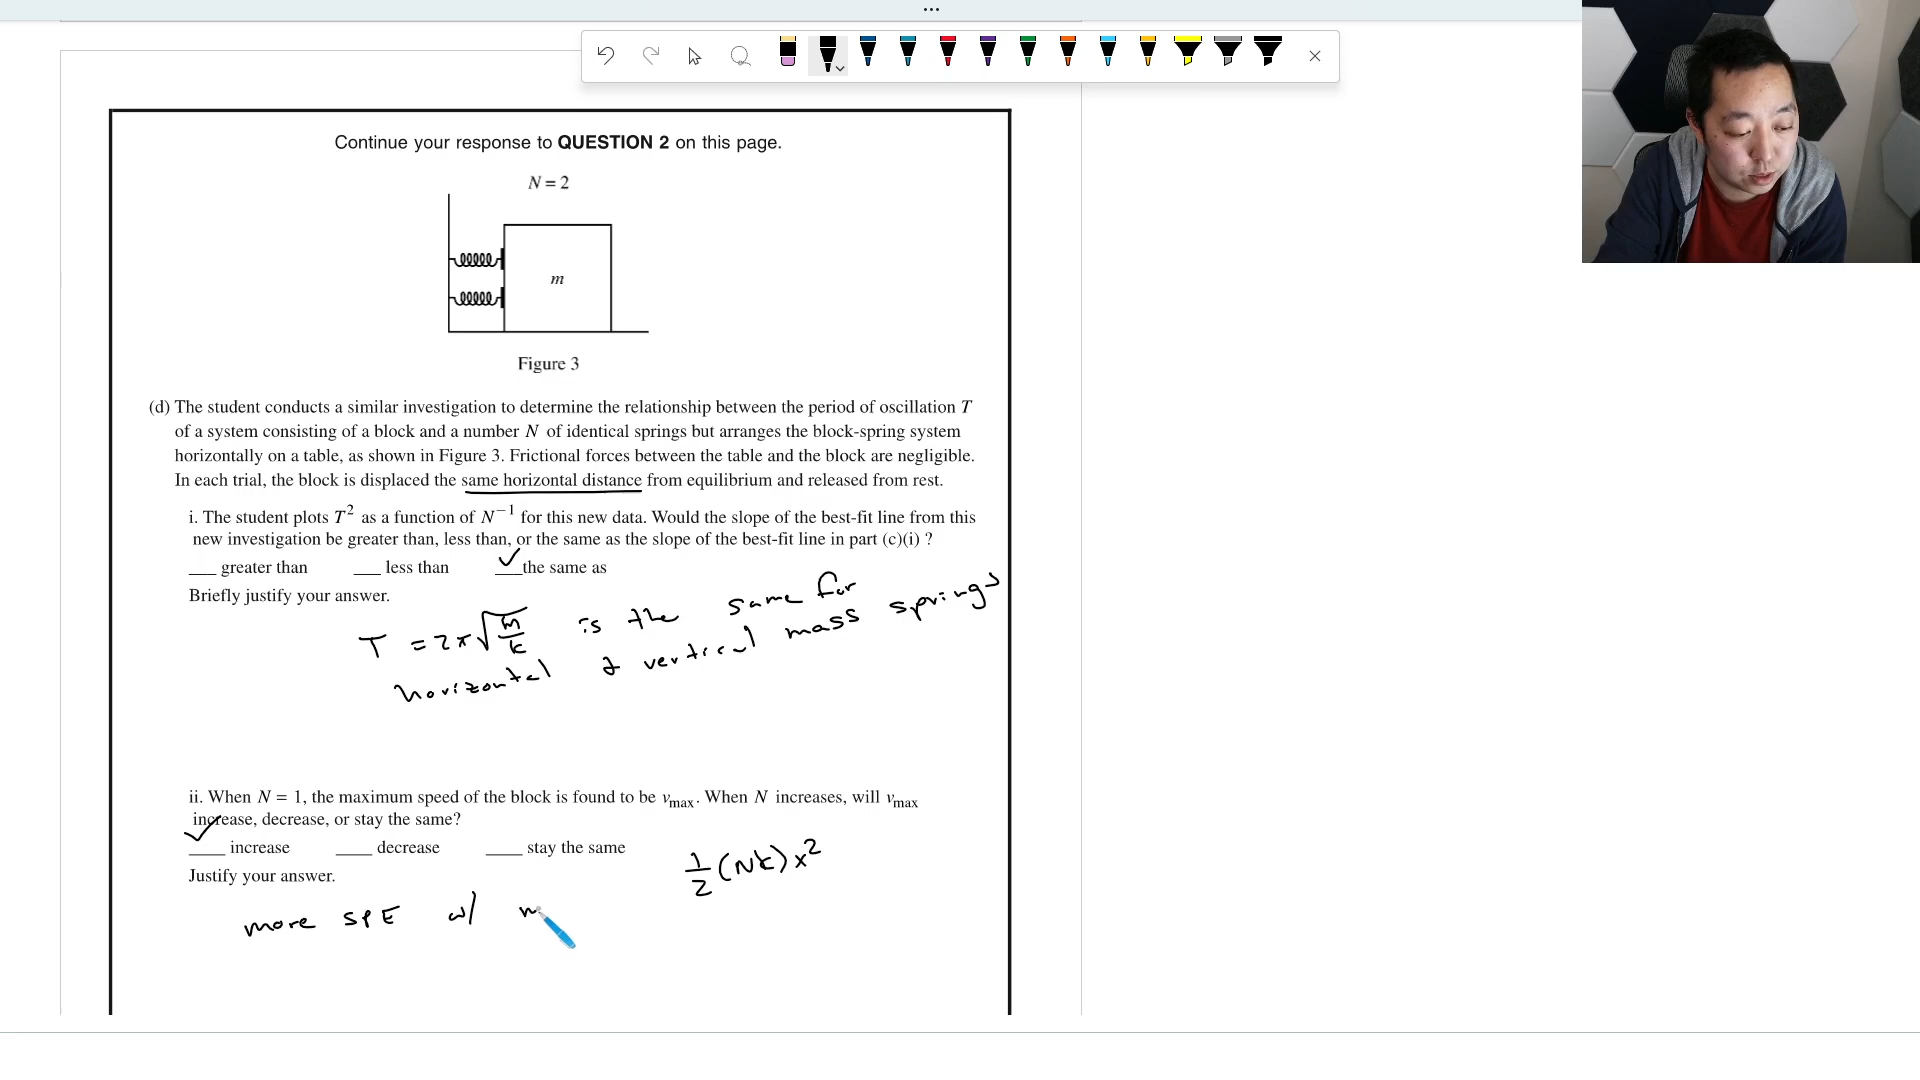 Continue your response to QUESTION 2 on this page.
N = 2
m
Figure 3
(d) The student conducts a similar investigation to determine the relationship between the period of oscillation T
of a system consisting of a block and a number N of identical springs but arranges the block-spring system
horizontally on a table, as shown in Figure 3. Frictional forces between the table and the block are negligible.
In each trial, the block is displaced the same horizontal distance from equilibrium and released from rest.
i. The student plots T² as a function of N⁻¹ for this new data. Would the slope of the best-fit line from this
new investigation be greater than, less than, or the same as the slope of the best-fit line in part (c)(i) ?
___ greater than ___ less than ___ the same as
Briefly justify your answer.
T = 2π√(m/k) is the same for
horizontal & vertical mass springs
ii. When N = 1, the maximum speed of the block is found to be vmax. When N increases, will vmax
increase, decrease, or stay the same?
____ increase ____ decrease ____ stay the same
1/2 (Nk) x²
Justify your answer.
more SPE w/